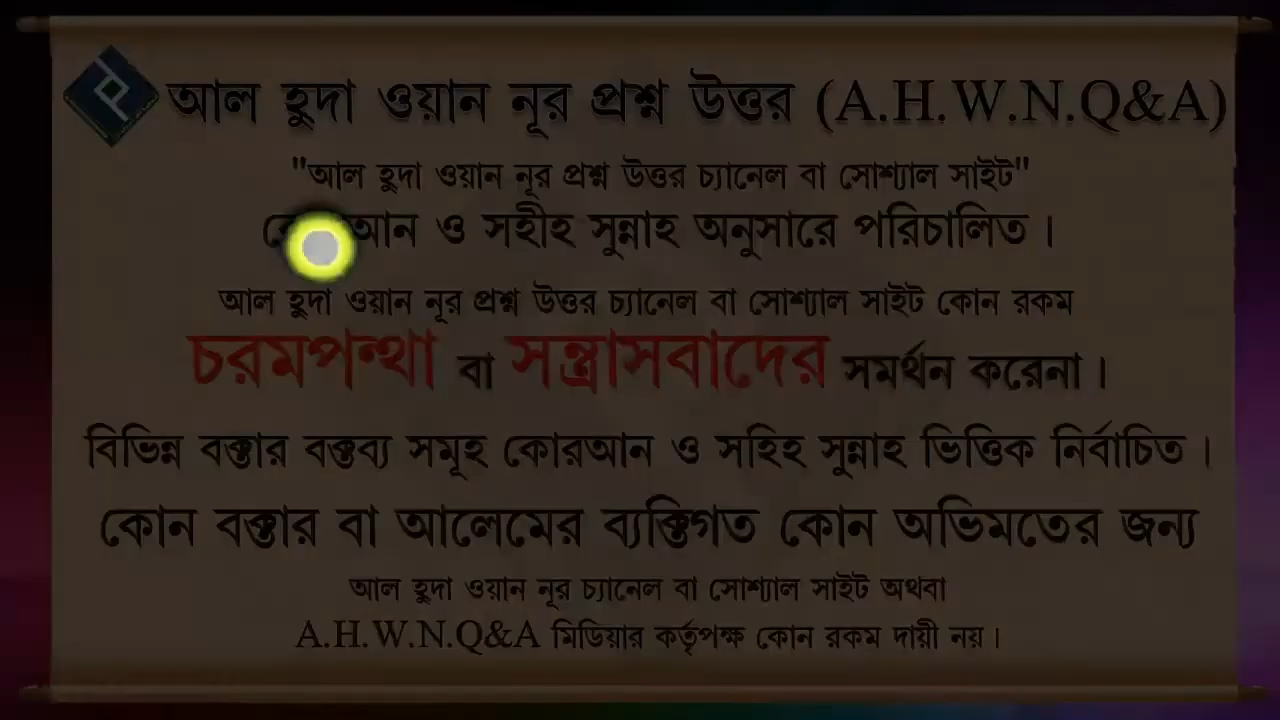 আল হুদা ওয়ান নূর প্রশ্ন উত্তর (A.H.W.N.Q&A)
"আল হুদা ওয়ান নূর প্রশ্ন উত্তর চ্যানেল বা সোশ্যাল সাইট"
ও সহীহ সুন্নাহ অনুসারে পরিচালিত।
আল হুদা ওয়ান নূর প্রশ্ন উত্তর চ্যানেল বা সোশ্যাল সাইট কোন রকম
চরমপন্থা বা সন্ত্রাসবাদের সমর্থন করেনা।
বিভিন্ন বক্তার বক্তব্য সমূহ কোরআন ও সহিহ সুন্নাহ ভিত্তিক নির্বাচিত।
কোন বক্তার বা আলেমের ব্যক্তিগত কোন অভিমতের জন্য
আল হুদা ওয়ান নূর চ্যানেল বা সোশ্যাল সাইট অথবা
A.H.W.N.Q&A মিডিয়ার কর্তৃপক্ষ কোন রকম দায়ী নয়।